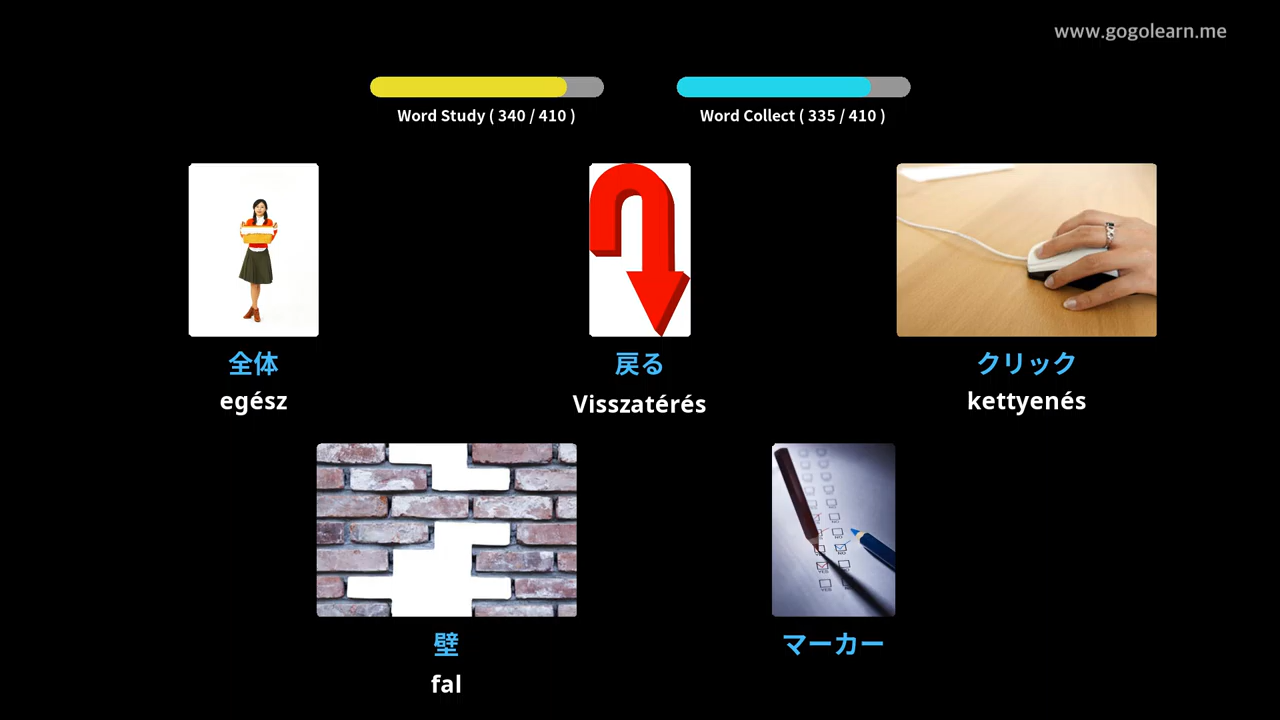 www.gogolearn.me
Word Study ( 340 / 410 )
Word Collect ( 335 / 410 )
全体
egész
戻る
Visszatérés
クリック
kettyenés
壁
fal
マーカー